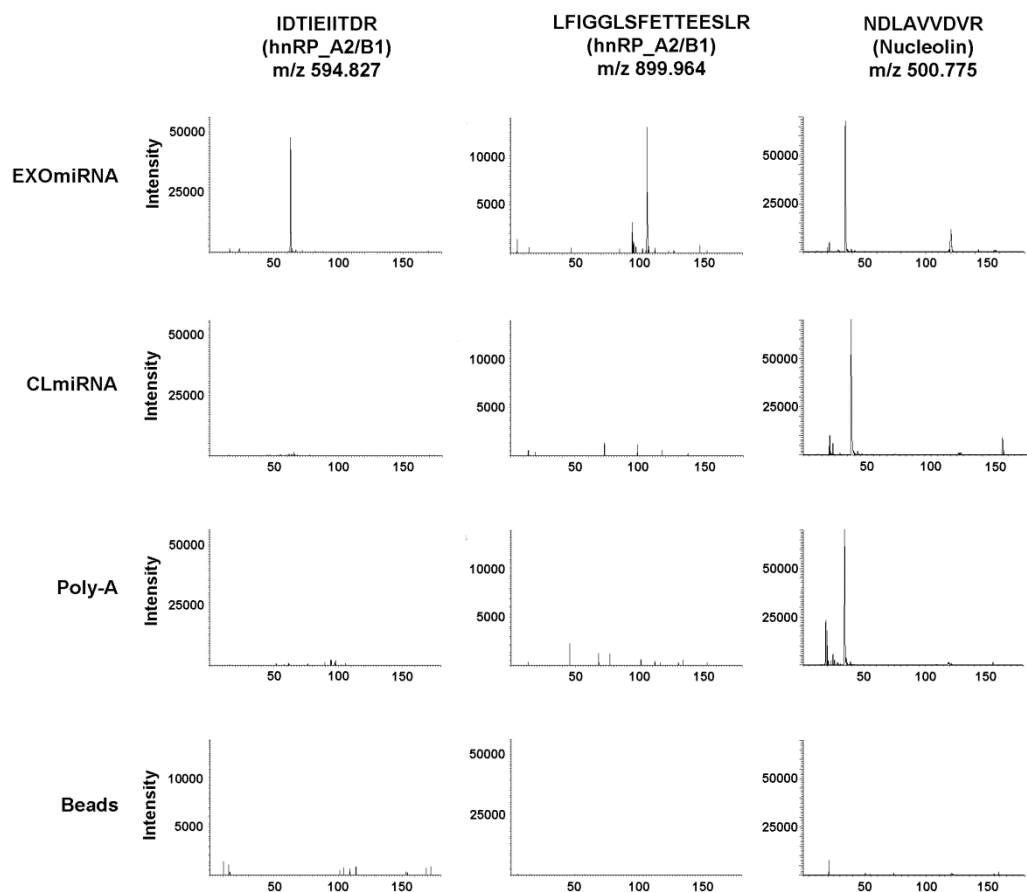 IDTIEIITDR
(hnRP_A2/B1)
m/z 594.827
LFIGGLSFETTEESLR
(hnRP_A2/B1)
m/z 899.964
NDLAVVDVR
(Nucleolin)
m/z 500.775
EXOmiRNA
Intensity
50000
25000
50 100 150
10000
5000
50 100 150
50000
25000
50 100 150
CLmiRNA
Intensity
50000
25000
50 100 150
10000
5000
50 100 150
50000
25000
50 100 150
Poly-A
Intensity
50000
25000
50 100 150
10000
5000
50 100 150
50000
25000
50 100 150
Beads
Intensity
10000
5000
50 100 150
50000
25000
50 100 150
50000
25000
50 100 150